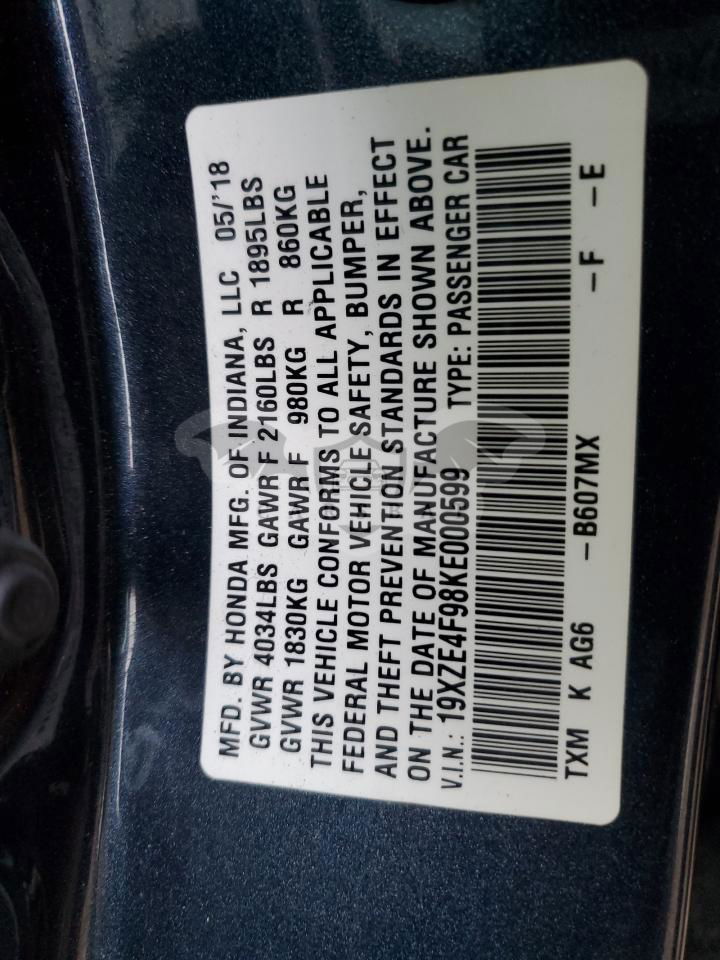 MFD. BY HONDA MFG. OF INDIANA, LLC 05/'18
GVWR 4034LBS GAWR F 2160LBS R 1895LBS
GVWR 1830KG GAWR F 980KG R 860KG
THIS VEHICLE CONFORMS TO ALL APPLICABLE
FEDERAL MOTOR VEHICLE SAFETY, BUMPER,
AND THEFT PREVENTION STANDARDS IN EFFECT
ON THE DATE OF MANUFACTURE SHOWN ABOVE.
V.I.N.: 19XZE4F98KE000599 TYPE: PASSENGER CAR
TXM K AG6 -B607MX -F -E